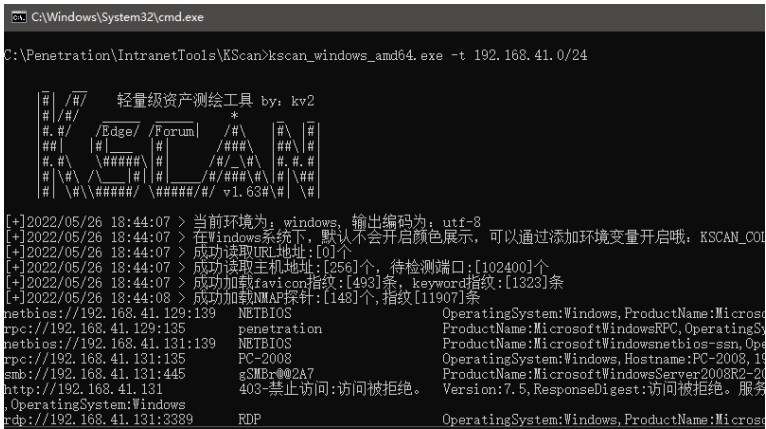 C:\Windows\System32\cmd.exe
C:\Penetration\IntranetTools\KScan>kscan_windows_amd64.exe -t 192.168.41.0/24
轻量级资产测绘工具 by: kv2
/Edge/ /Forum|
v1.63
[+]2022/05/26 18:44:07 > 当前环境为: windows, 输出编码为: utf-8
[+]2022/05/26 18:44:07 > 在Windows系统下, 默认不会开启颜色展示, 可以通过添加环境变量开启哦: KSCAN_COL
[+]2022/05/26 18:44:07 > 成功读取URL地址:[0]个
[+]2022/05/26 18:44:07 > 成功读取主机地址:[256]个, 待检测端口:[102400]个
[+]2022/05/26 18:44:07 > 成功加载favicon指纹:[493]条, keyword指纹:[1323]条
[+]2022/05/26 18:44:08 > 成功加载NMAP探针:[148]个,指纹[11907]条
netbios://192.168.41.129:139 NETBIOS OperatingSystem:Windows,ProductName:Micros
rpc://192.168.41.129:135 penetration ProductName:MicrosoftWindowsRPC,OperatingSy
netbios://192.168.41.131:139 NETBIOS ProductName:MicrosoftWindowsnetbios-ssn,Ope
rpc://192.168.41.131:135 PC-2008 OperatingSystem:Windows,Hostname:PC-2008,19
smb://192.168.41.131:445 gSMBr@@2A7 ProductName:MicrosoftWindowsServer2008R2-20
http://192.168.41.131 403-禁止访问:访问被拒绝。 Version:7.5,ResponseDigest:访问被拒绝。服务
,OperatingSystem:Windows
rdp://192.168.41.131:3389 RDP OperatingSystem:Windows,ProductName:Micros